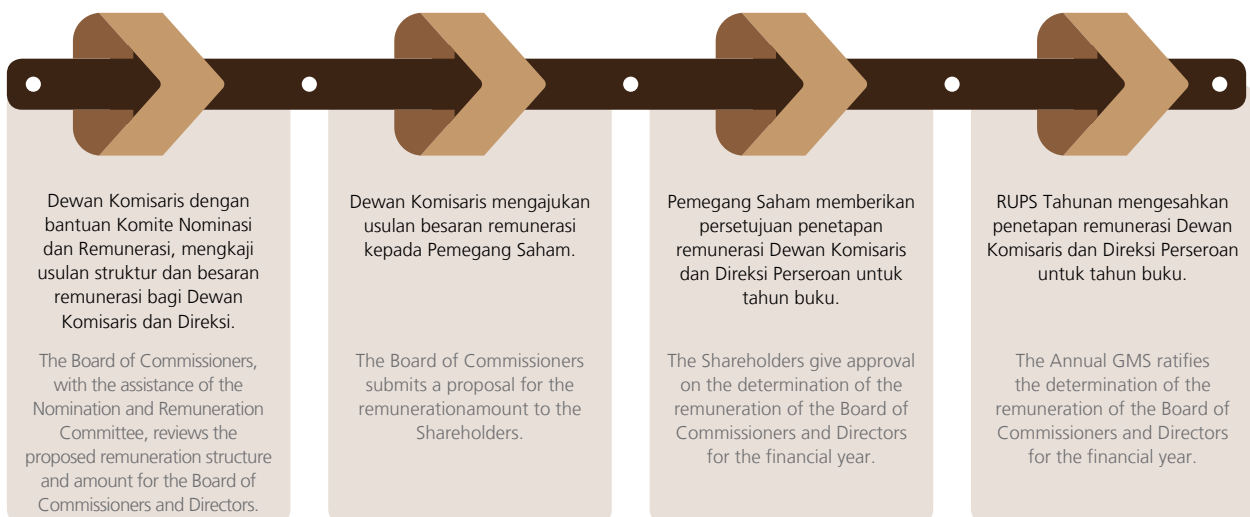 Dewan Komisaris dengan
bantuan Komite Nominasi
dan Remunerasi, mengkaji
usulan struktur dan besaran
remunerasi bagi Dewan
Komisaris dan Direksi.
The Board of Commissioners,
with the assistance of the
Nomination and Remuneration
Committee, reviews the
proposed remuneration structure
and amount for the Board of
Commissioners and Directors.
Dewan Komisaris mengajukan
usulan besaran remunerasi
kepada Pemegang Saham.
The Board of Commissioners
submits a proposal for the
remunerationamount to the
Shareholders.
Pemegang Saham memberikan
persetujuan penetapan
remunerasi Dewan Komisaris
dan Direksi Perseroan untuk
tahun buku.
The Shareholders give approval
on the determination of the
remuneration of the Board of
Commissioners and Directors
for the financial year.
RUPS Tahunan mengesahkan
penetapan remunerasi Dewan
Komisaris dan Direksi Perseroan
untuk tahun buku.
The Annual GMS ratifies
the determination of the
remuneration of the Board of
Commissioners and Directors
for the financial year.